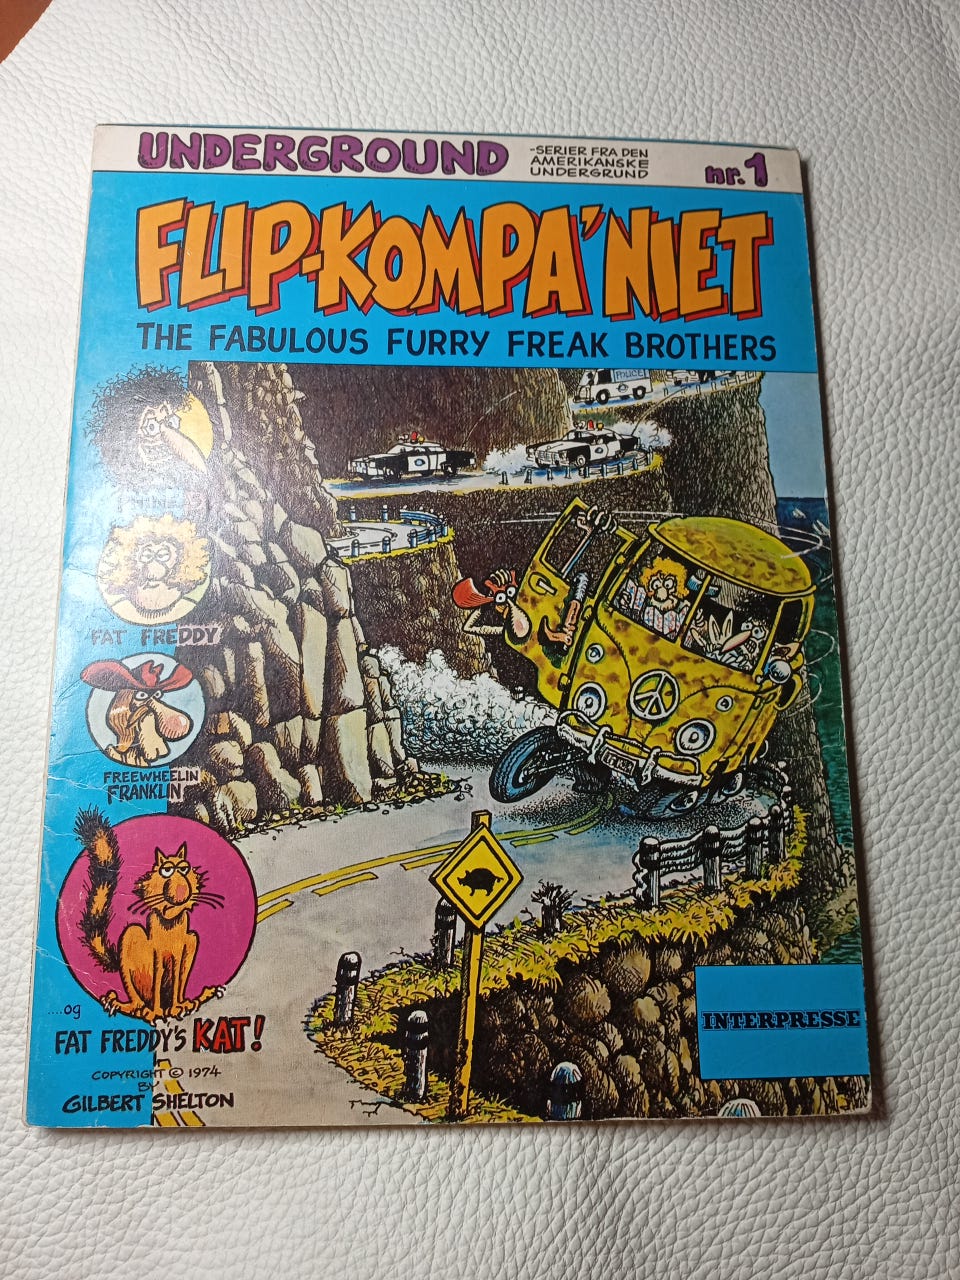 UNDERGROUND
-SERIER FRA DEN
AMERIKANSKE
UNDERGRUND
nr.1
FLIP-KOMPA'NIET
THE FABULOUS FURRY FREAK BROTHERS
POLICE
FAT FREDDY
FREEWHEELIN
FRANKLIN
....og
FAT FREDDY'S KAT!
COPYRIGHT © 1974
BY
GILBERT SHELTON
INTERPRESSE